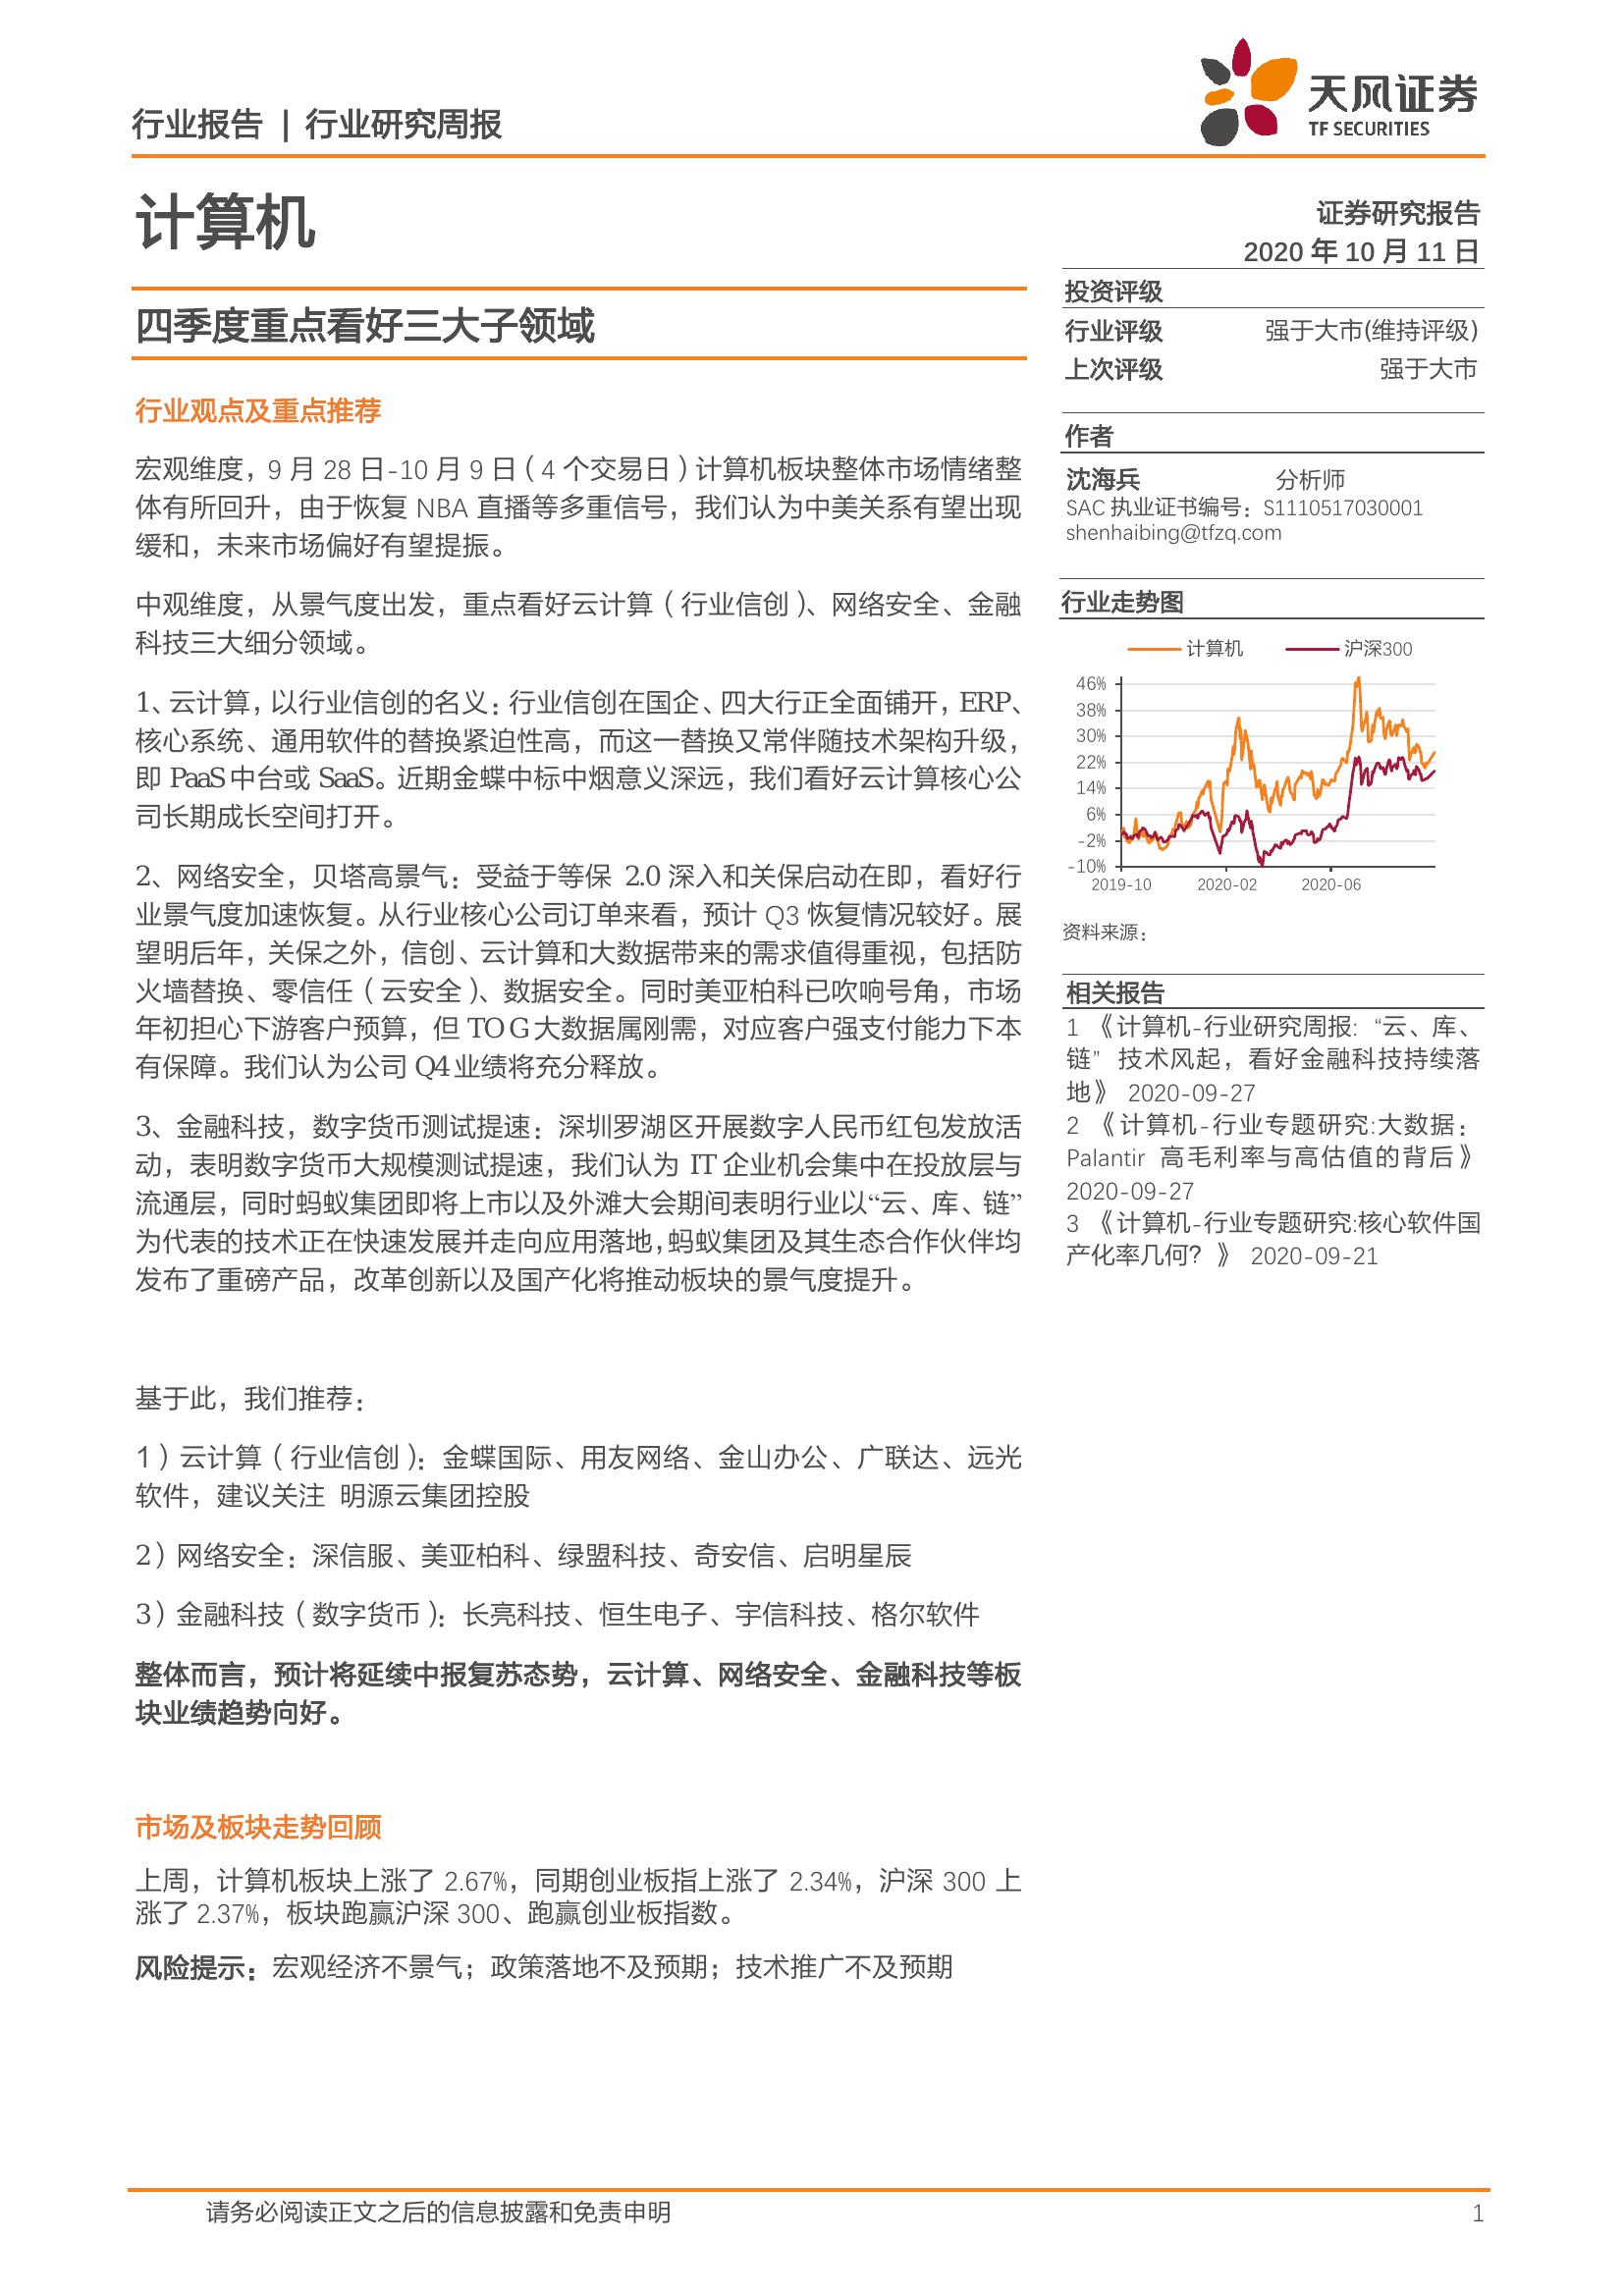 行业报告 | 行业研究周报
天风证券
TF SECURITIES
计算机
证券研究报告
2020 年 10 月 11 日
四季度重点看好三大子领域
行业观点及重点推荐
宏观维度，9 月 28 日-10 月 9 日（4 个交易日）计算机板块整体市场情绪整
体有所回升，由于恢复 NBA 直播等多重信号，我们认为中美关系有望出现
缓和，未来市场偏好有望提振。
中观维度，从景气度出发，重点看好云计算（行业信创）、网络安全、金融
科技三大细分领域。
1、云计算，以行业信创的名义：行业信创在国企、四大行正全面铺开，ERP、
核心系统、通用软件的替换紧迫性高，而这一替换又常伴随技术架构升级，
即 PaaS 中台或 SaaS。近期金蝶中标中烟意义深远，我们看好云计算核心公
司长期成长空间打开。
2、网络安全，贝塔高景气：受益于等保 2.0 深入和关保启动在即，看好行
业景气度加速恢复。从行业核心公司订单来看，预计 Q3 恢复情况较好。展
望明后年，关保之外，信创、云计算和大数据带来的需求值得重视，包括防
火墙替换、零信任（云安全）、数据安全。同时美亚柏科已吹响号角，市场
年初担心下游客户预算，但 TO G 大数据属刚需，对应客户强支付能力下本
有保障。我们认为公司 Q4 业绩将充分释放。
3、金融科技，数字货币测试提速：深圳罗湖区开展数字人民币红包发放活
动，表明数字货币大规模测试提速，我们认为 IT 企业机会集中在投放层与
流通层，同时蚂蚁集团即将上市以及外滩大会期间表明行业以“云、库、链”
为代表的技术正在快速发展并走向应用落地，蚂蚁集团及其生态合作伙伴均
发布了重磅产品，改革创新以及国产化将推动板块的景气度提升。
基于此，我们推荐：
1）云计算（行业信创）：金蝶国际、用友网络、金山办公、广联达、远光
软件，建议关注 明源云集团控股
2）网络安全：深信服、美亚柏科、绿盟科技、奇安信、启明星辰
3）金融科技（数字货币）：长亮科技、恒生电子、宇信科技、格尔软件
整体而言，预计将延续中报复苏态势，云计算、网络安全、金融科技等板
块业绩趋势向好。
市场及板块走势回顾
上周，计算机板块上涨了 2.67%，同期创业板指上涨了 2.34%，沪深 300 上
涨了 2.37%，板块跑赢沪深 300、跑赢创业板指数。
风险提示：宏观经济不景气；政策落地不及预期；技术推广不及预期
投资评级
行业评级 强于大市(维持评级)
上次评级 强于大市
作者
沈海兵 分析师
SAC 执业证书编号：S1110517030001
shenhaibing@tfzq.com
行业走势图
计算机 沪深300
46%
38%
30%
22%
14%
6%
-2%
-10%
2019-10 2020-02 2020-06
资料来源：
相关报告
1 《计算机-行业研究周报: “云、库、
链” 技术风起，看好金融科技持续落
地》 2020-09-27
2 《计算机-行业专题研究:大数据：
Palantir 高毛利率与高估值的背后》
2020-09-27
3 《计算机-行业专题研究:核心软件国
产化率几何？》 2020-09-21
请务必阅读正文之后的信息披露和免责申明 1